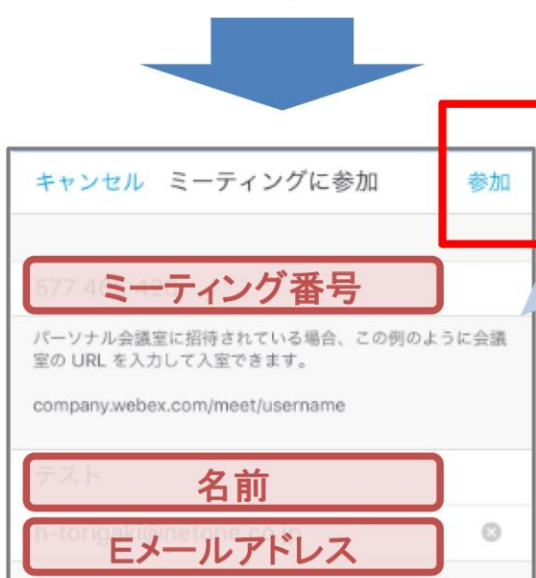 キャンセル ミーティングに参加 参加
ミーティング番号
パーソナル会議室に招待されている場合、この例のように会議
室の URL を入力して入室できます。
company.webex.com/meet/username
テスト
名前
Eメールアドレス